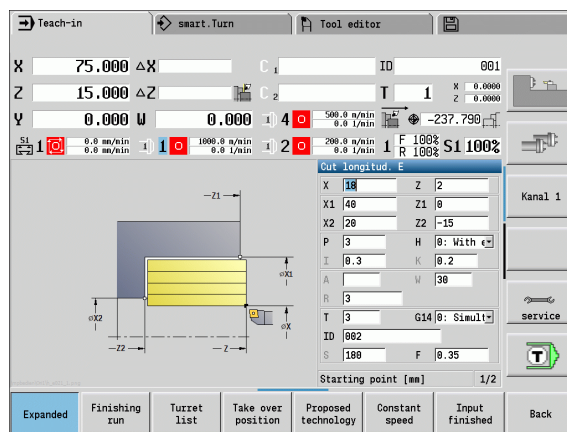 Teach-in smart.Turn Tool editor
X 75.000 △X C 1 ID 001
Z 15.000 △Z C 2 T 1 X 0.0000 Z 0.0000
Y 0.000 U 0.000 4 500.0 m/min 0.0 1/min -237.790
S1 1 0.0 mm/min 0.0 mm/min 1 1000.0 m/min 0.0 1/min 2 200.0 m/min 0.0 1/min 1 F 100% R 100% S1 100%
Cut longitud. E
X 10 Z 2
X1 40 Z1 0
X2 20 Z2 -15
P 3 H 0: With e
I 0.3 K 0.2
A W 30
R 3
T 3 G14 0: Simult
ID 002
S 180 F 0.35
Starting point [mm] 1/2
Z1
øX1
øX2
øX
Z2
Z
Kanal 1
service
T
Expanded
Finishing run
Turret list
Take over position
Proposed technology
Constant speed
Input finished
Back